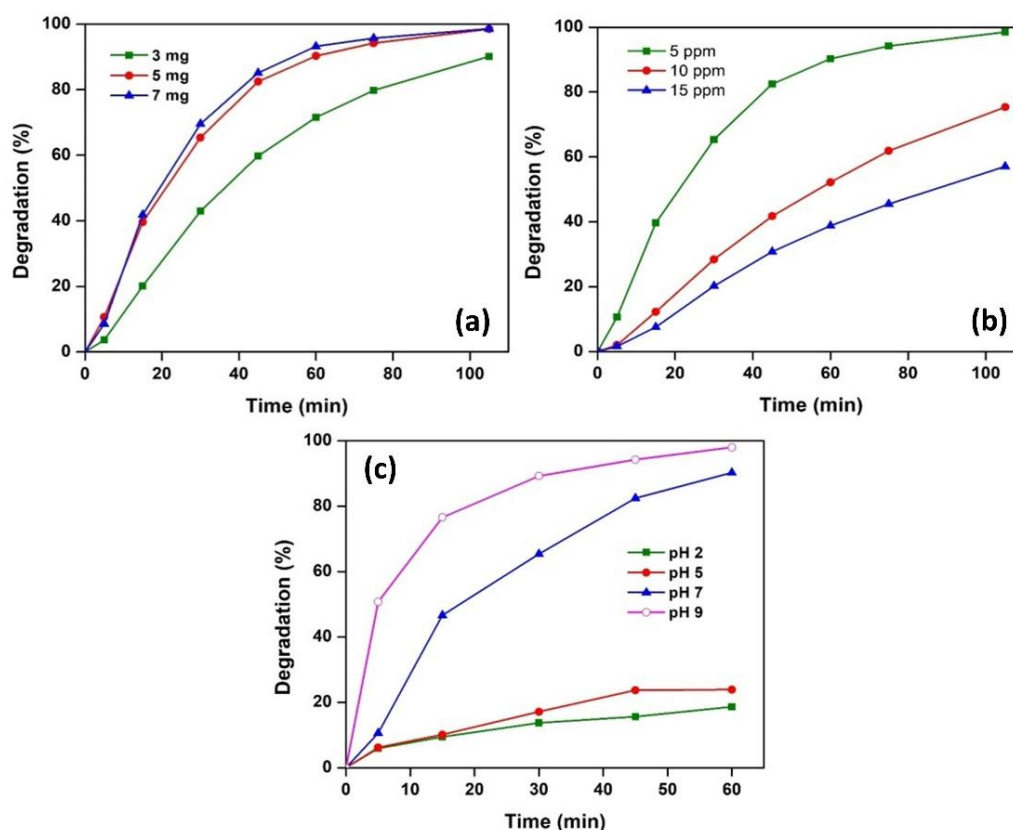 100
80
60
40
20
0
Degradation (%)
3 mg
5 mg
7 mg
(a)
0 20 40 60 80 100
Time (min)
100
80
60
40
20
0
Degradation (%)
5 ppm
10 ppm
15 ppm
(b)
0 20 40 60 80 100
Time (min)
100
80
60
40
20
0
Degradation (%)
(c)
pH 2
pH 5
pH 7
pH 9
0 10 20 30 40 50 60
Time (min)